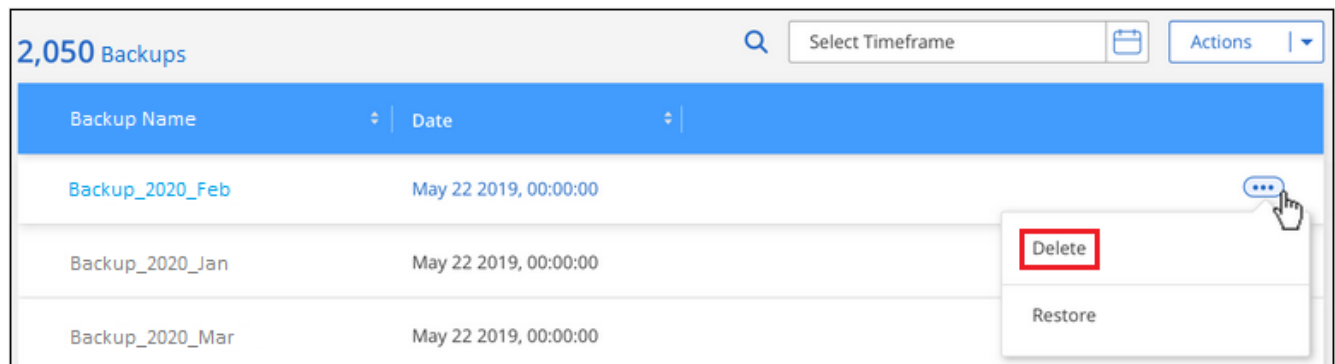 2,050 Backups
Select Timeframe
Actions
Backup Name
Date
Backup_2020_Feb
May 22 2019, 00:00:00
Delete
Backup_2020_Jan
May 22 2019, 00:00:00
Restore
Backup_2020_Mar
May 22 2019, 00:00:00